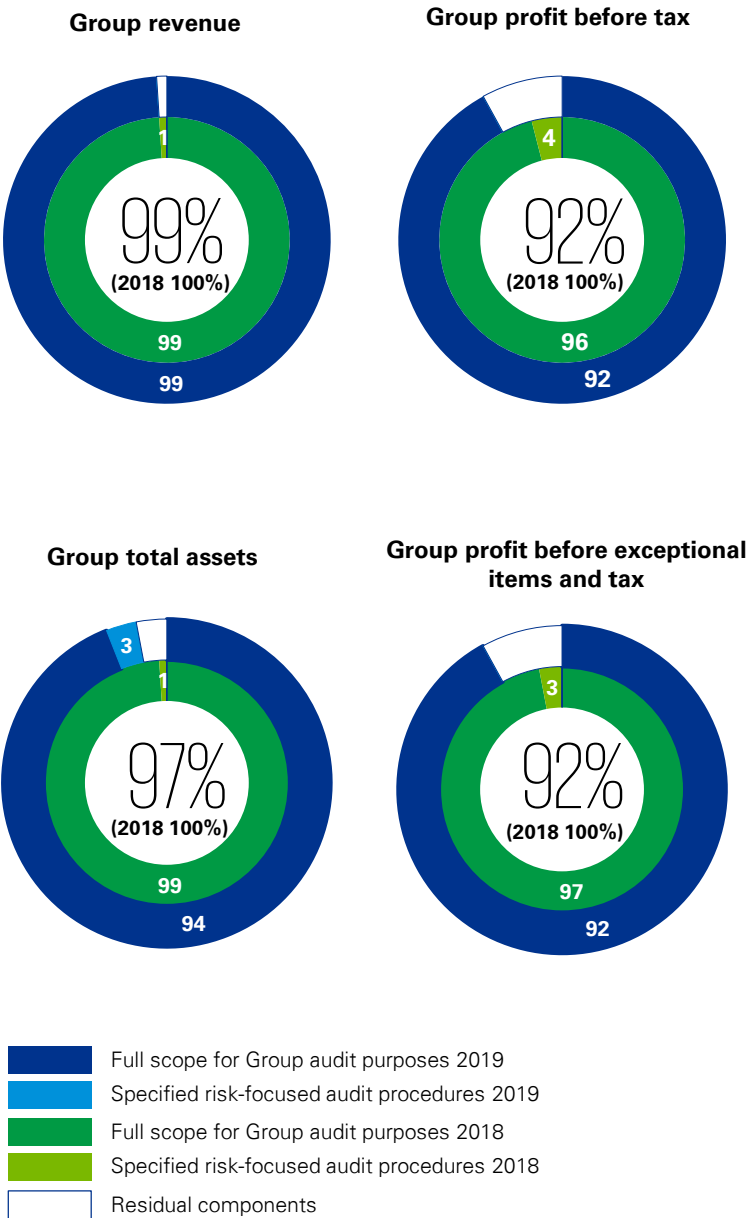 Group revenue
1
99%
(2018 100%)
99
99
Group profit before tax
4
92%
(2018 100%)
96
92
Group total assets
3
1
97%
(2018 100%)
99
94
Group profit before exceptional
items and tax
3
92%
(2018 100%)
97
92
Full scope for Group audit purposes 2019
Specified risk-focused audit procedures 2019
Full scope for Group audit purposes 2018
Specified risk-focused audit procedures 2018
Residual components